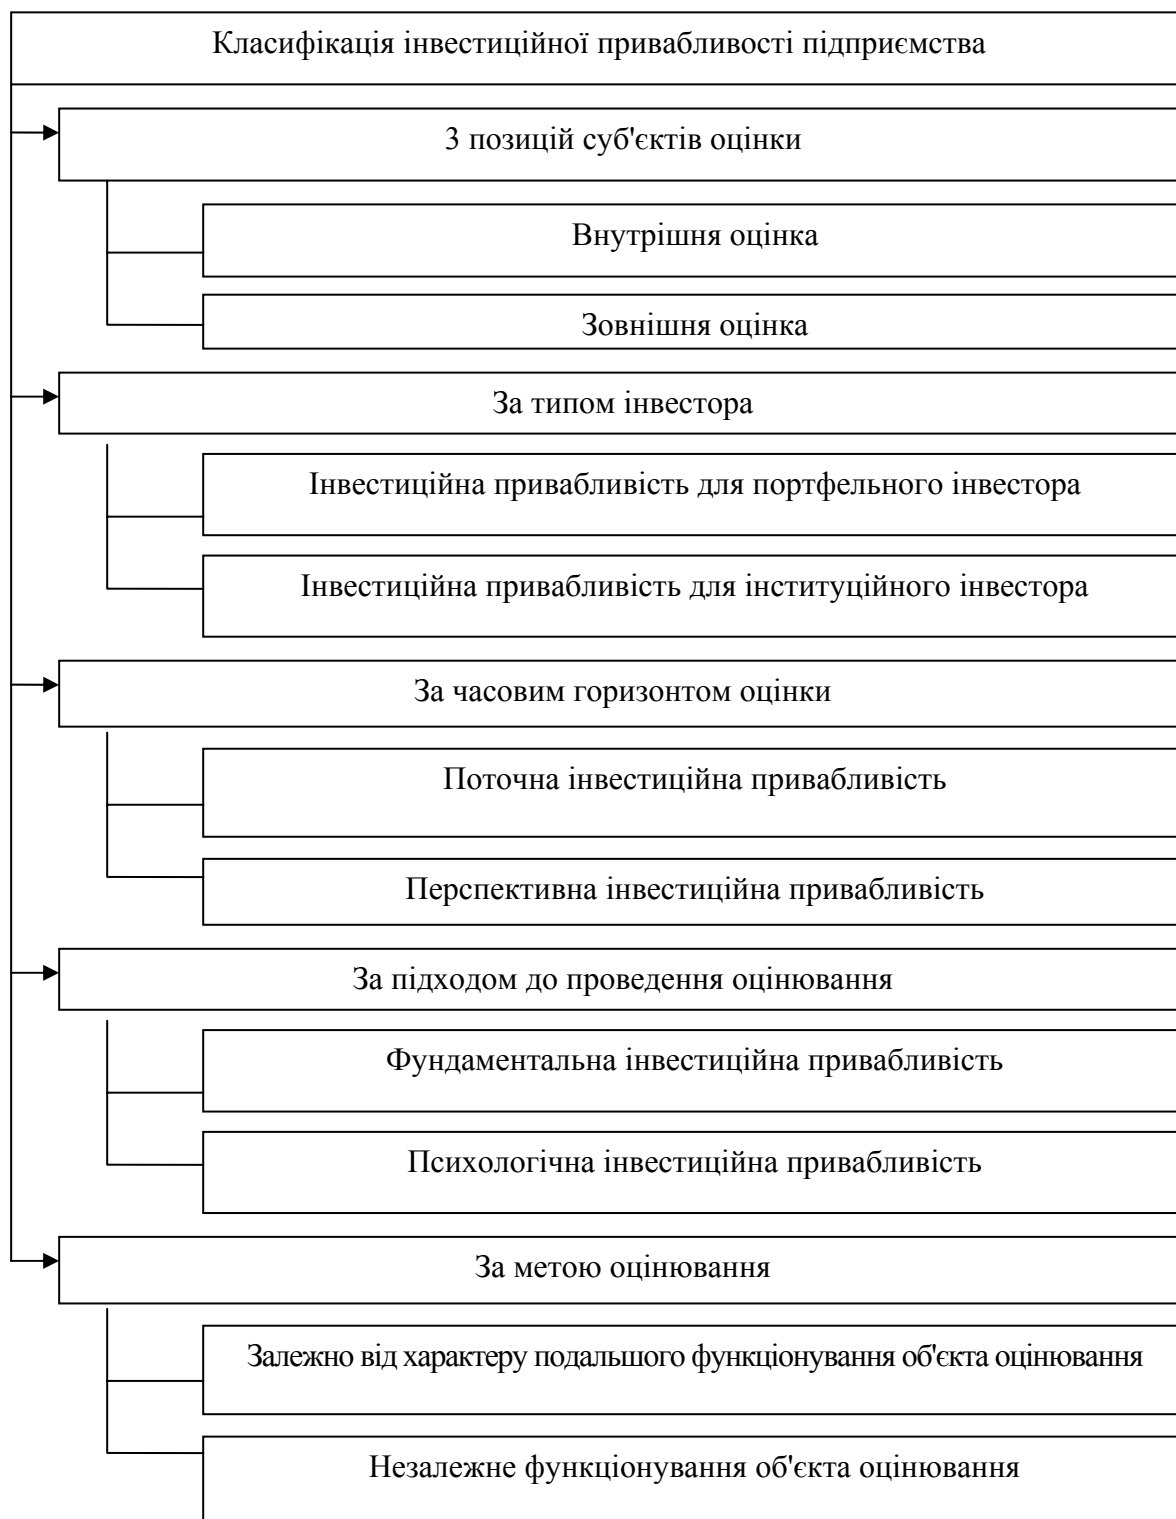 Класифікація інвестиційної привабливості підприємства
З позицій суб'єктів оцінки
Внутрішня оцінка
Зовнішня оцінка
За типом інвестора
Інвестиційна привабливість для портфельного інвестора
Інвестиційна привабливість для інституційного інвестора
За часовим горизонтом оцінки
Поточна інвестиційна привабливість
Перспективна інвестиційна привабливість
За підходом до проведення оцінювання
Фундаментальна інвестиційна привабливість
Психологічна інвестиційна привабливість
За метою оцінювання
Залежно від характеру подальшого функціонування об'єкта оцінювання
Незалежне функціонування об'єкта оцінювання